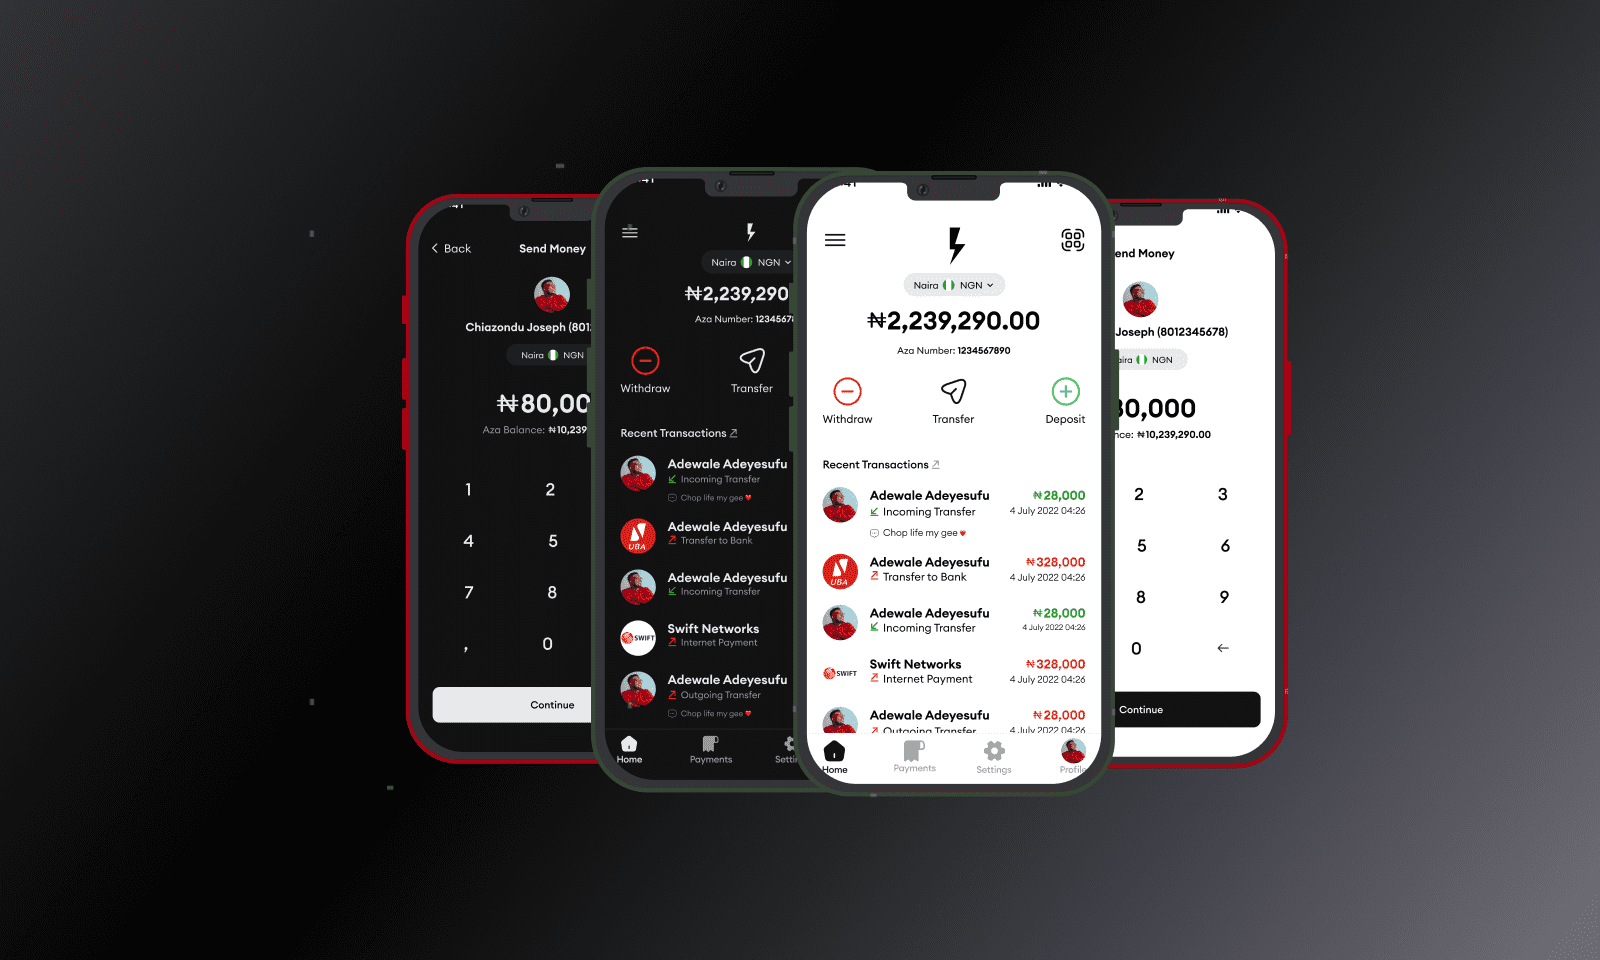 Back
Send Money
Chiazondu Joseph (801
Naira NGN
₦80,00
Aza Balance: ₦10,239
1 2
4 5
7 8
, 0
Continue
Naira NGN
₦2,239,290
Aza Number: 1234567
Withdraw Transfer
Recent Transactions
Adewale Adeyesufu
Incoming Transfer
Chop life my gee
UBA
Adewale Adeyesufu
Transfer to Bank
Adewale Adeyesufu
Incoming Transfer
SWIFT
Swift Networks
Internet Payment
Adewale Adeyesufu
Outgoing Transfer
Chop life my gee
Home Payments Settin
Naira NGN
₦2,239,290.00
Aza Number: 1234567890
Withdraw Transfer Deposit
Recent Transactions
Adewale Adeyesufu ₦28,000
Incoming Transfer 4 July 2022 04:26
Chop life my gee
UBA
Adewale Adeyesufu ₦328,000
Transfer to Bank 4 July 2022 04:26
Adewale Adeyesufu ₦28,000
Incoming Transfer 4 July 2022 04:26
SWIFT
Swift Networks ₦328,000
Internet Payment 4 July 2022 04:26
Adewale Adeyesufu ₦28,000
Outgoing Transfer 4 July 2022 04:26
Home Payments Settings Profile
end Money
Joseph (8012345678)
aira NGN
80,000
nce: ₦10,239,290.00
2 3
5 6
8 9
0
Continue